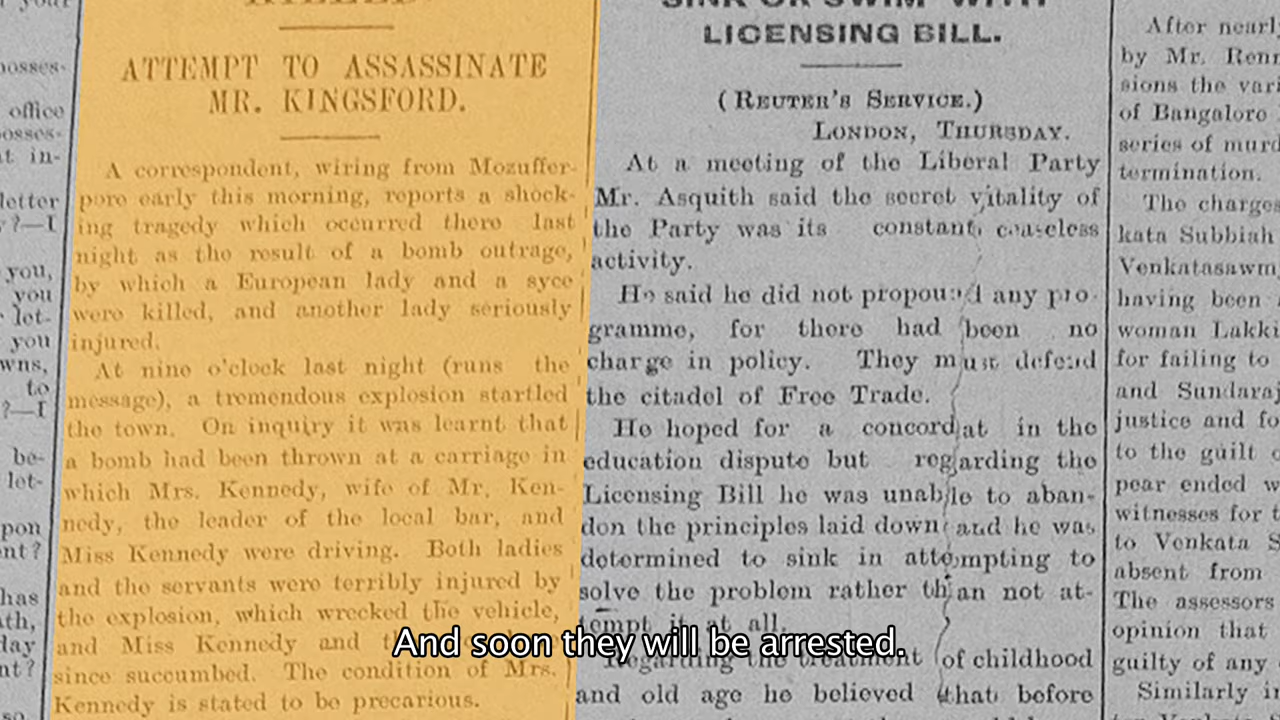 ATTEMPT TO ASSASSINATE
MR. KINGSFORD.
A correspondent, wiring from Mozuffer-
pore early this morning, reports a shock-
ing tragedy which occurred there last
night as the result of a bomb outrage,
by which a European lady and a syce
were killed, and another lady seriously
injured.
At nine o'clock last night (runs the
message), a tremendous explosion startled
the town. On inquiry it was learnt that
a bomb had been thrown at a carriage in
which Mrs. Kennedy, wife of Mr. Ken-
nedy, the leader of the local bar, and
Miss Kennedy were driving. Both ladies
and the servants were terribly injured by
the explosion, which wrecked the vehicle,
and Miss Kennedy and
since succumbed. The condition of Mrs.
Kennedy is stated to be precarious.
SINK OR SWIM WITH
LICENSING BILL.
(REUTER'S SERVICE.)
LONDON, THURSDAY.
At a meeting of the Liberal Party
Mr. Asquith said the secret vitality of
the Party was its constant, ceaseless
activity.
He said he did not propound any pro-
gramme, for there had been no
charge in policy. They must defend
the citadel of Free Trade.
He hoped for a concordat in the
education dispute but regarding the
Licensing Bill he was unable to aban-
don the principles laid down and he was
determined to sink in attempting to
solve the problem rather than not at-
tempt it at all.
Regarding the treatment of childhood
and old age he believed that before
After nearly
by Mr.
sions the
of Bangalore
series of
termination.
The charges
kata Subbiah
having been
woman Lakki
for failing to
and
justice and
to the guilt
pear ended
witnesses for
to Venkata
absent from
The assessors
opinion that
guilty of any
Similarly
And soon they will be arrested.